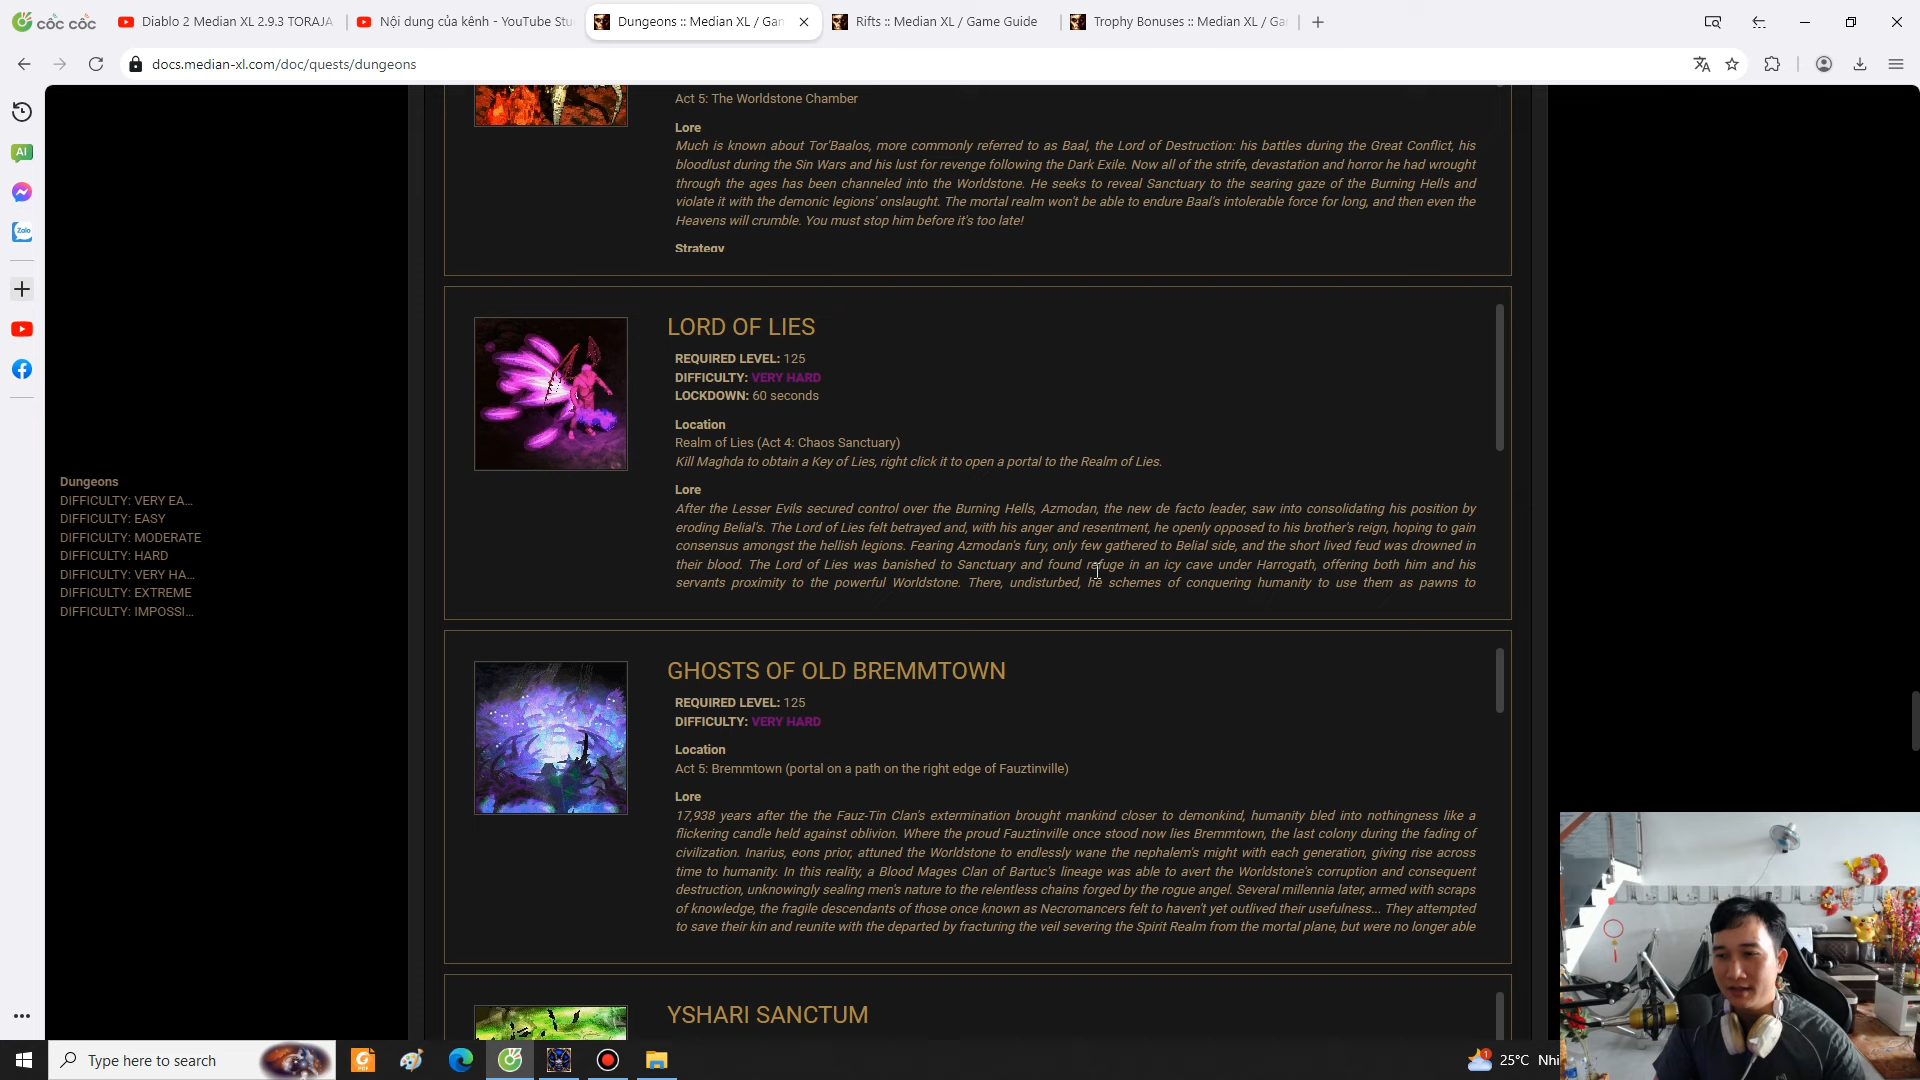 cốc cốc
Diablo 2 Median XL 2.9.3 TORAJA
Nội dung của kênh - YouTube Stu
Dungeons :: Median XL / Gam
Rifts :: Median XL / Game Guide
Trophy Bonuses :: Median XL / Ga
docs.median-xl.com/doc/quests/dungeons
AI
Zalo
Act 5: The Worldstone Chamber
Lore
Much is known about Tor'Baalos, more commonly referred to as Baal, the Lord of Destruction: his battles during the Great Conflict, his
bloodlust during the Sin Wars and his lust for revenge following the Dark Exile. Now all of the strife, devastation and horror he had wrought
through the ages has been channeled into the Worldstone. He seeks to reveal Sanctuary to the searing gaze of the Burning Hells and
violate it with the demonic legions' onslaught. The mortal realm won't be able to endure Baal's intolerable force for long, and then even the
Heavens will crumble. You must stop him before it's too late!
Strategy
LORD OF LIES
REQUIRED LEVEL: 125
DIFFICULTY: VERY HARD
LOCKDOWN: 60 seconds
Location
Realm of Lies (Act 4: Chaos Sanctuary)
Kill Maghda to obtain a Key of Lies, right click it to open a portal to the Realm of Lies.
Lore
After the Lesser Evils secured control over the Burning Hells, Azmodan, the new de facto leader, saw into consolidating his position by
eroding Belial's. The Lord of Lies felt betrayed and, with his anger and resentment, he openly opposed to his brother's reign, hoping to gain
consensus amongst the hellish legions. Fearing Azmodan's fury, only few gathered to Belial side, and the short lived feud was drowned in
their blood. The Lord of Lies was banished to Sanctuary and found refuge in an icy cave under Harrogath, offering both him and his
servants proximity to the powerful Worldstone. There, undisturbed, he schemes of conquering humanity to use them as pawns to
Dungeons
DIFFICULTY: VERY EA...
DIFFICULTY: EASY
DIFFICULTY: MODERATE
DIFFICULTY: HARD
DIFFICULTY: VERY HA...
DIFFICULTY: EXTREME
DIFFICULTY: IMPOSSI...
GHOSTS OF OLD BREMMTOWN
REQUIRED LEVEL: 125
DIFFICULTY: VERY HARD
Location
Act 5: Bremmtown (portal on a path on the right edge of Fauztinville)
Lore
17,938 years after the the Fauz-Tin Clan's extermination brought mankind closer to demonkind, humanity bled into nothingness like a
flickering candle held against oblivion. Where the proud Fauztinville once stood now lies Bremmtown, the last colony during the fading of
civilization. Inarius, eons prior, attuned the Worldstone to endlessly wane the nephalem's might with each generation, giving rise across
time to humanity. In this reality, a Blood Mages Clan of Bartuc's lineage was able to avert the Worldstone's corruption and consequent
destruction, unknowingly sealing men's nature to the relentless chains forged by the rogue angel. Several millennia later, armed with scraps
of knowledge, the fragile descendants of those once known as Necromancers felt to haven't yet outlived their usefulness... They attempted
to save their kin and reunite with the departed by fracturing the veil severing the Spirit Realm from the mortal plane, but were no longer able
YSHARI SANCTUM
Type here to search
PDF
1
25°C Nhi